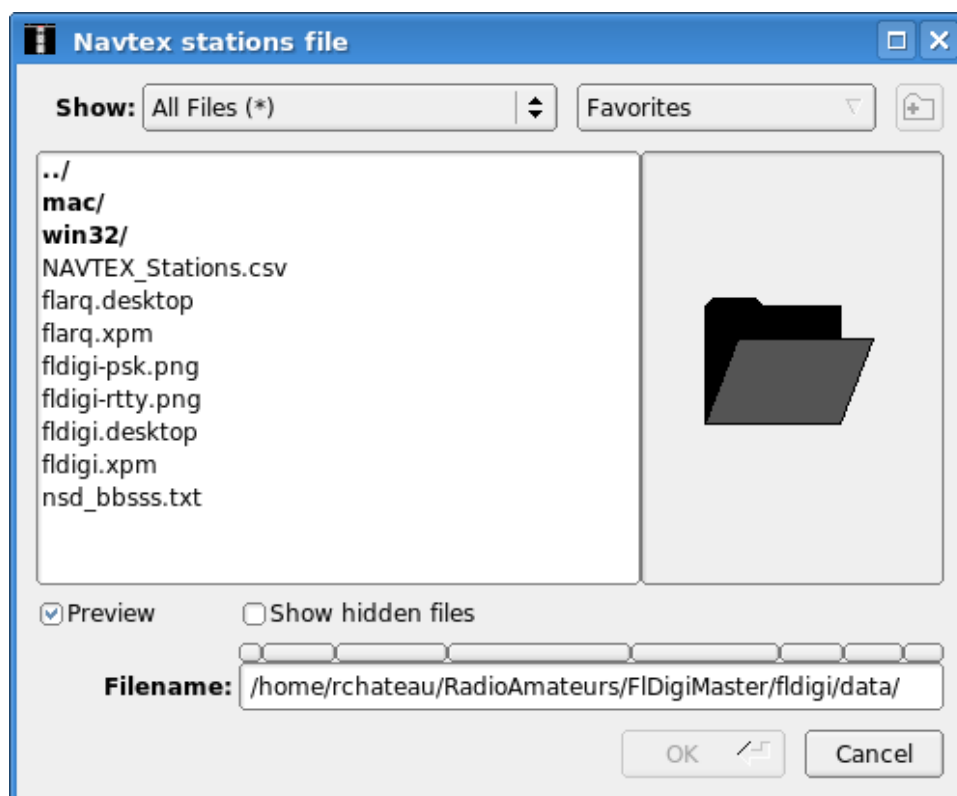 Navtex stations file
Show: All Files (*) Favorites
../
mac/
win32/
NAVTEX_Stations.csv
flarq.desktop
flarq.xpm
fldigi-psk.png
fldigi-rtty.png
fldigi.desktop
fldigi.xpm
nsd_bbsss.txt
Preview Show hidden files
Filename: /home/rchateau/RadioAmateurs/FlDigiMaster/fldigi/data/
OK Cancel